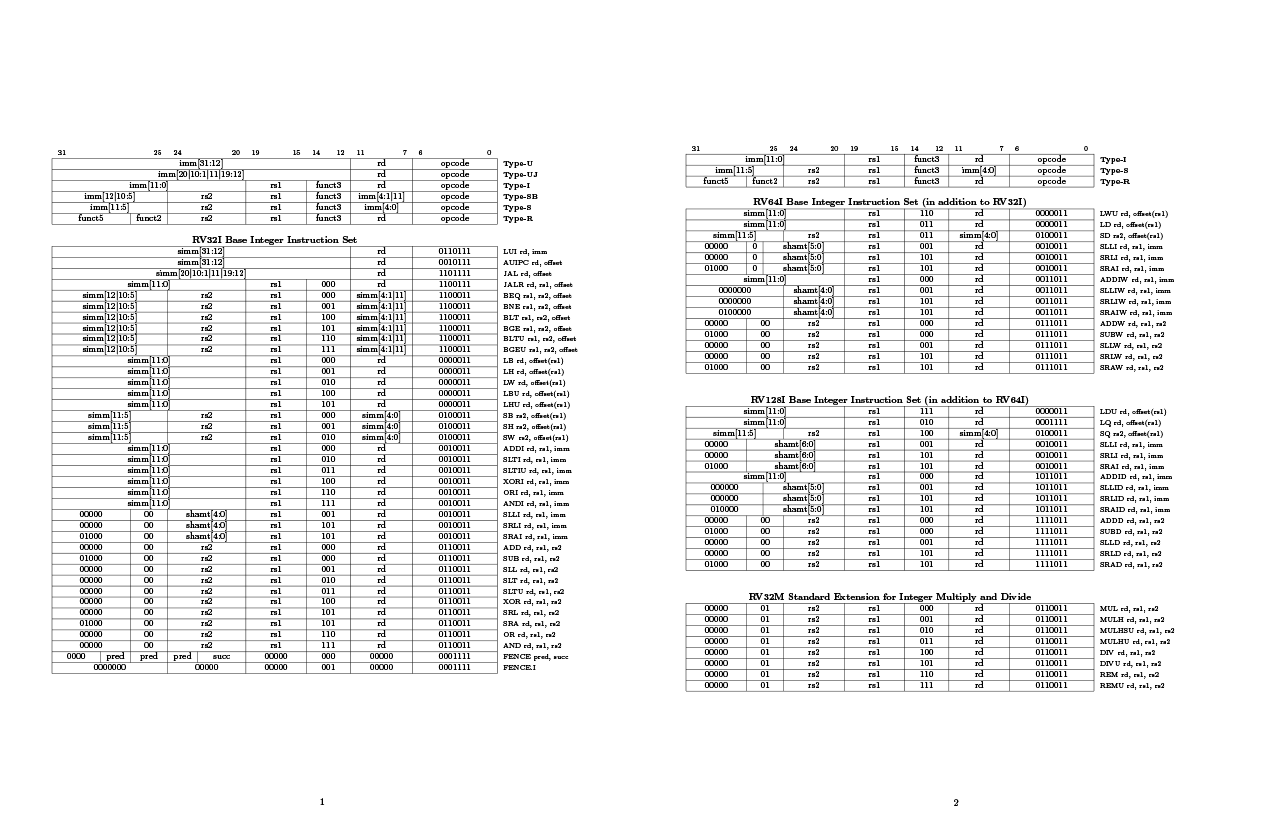 31 25 24 20 19 15 14 12 11 7 6 0
imm[31:12] rd opcode Type-U
imm[20|10:1|11|19:12] rd opcode Type-UJ
imm[11:0] rs1 funct3 rd opcode Type-I
imm[12|10:5] rs2 rs1 funct3 imm[4:1|11] opcode Type-SB
imm[11:5] rs2 rs1 funct3 imm[4:0] opcode Type-S
funct5 funct2 rs2 rs1 funct3 rd opcode Type-R
RV32I Base Integer Instruction Set
simm[31:12] rd 0110111 LUI rd, imm
simm[31:12] rd 0010111 AUIPC rd, offset
simm[20|10:1|11|19:12] rd 1101111 JAL rd, offset
simm[11:0] rs1 000 rd 1100111 JALR rd, rs1, offset
simm[12|10:5] rs2 rs1 000 simm[4:1|11] 1100011 BEQ rs1, rs2, offset
simm[12|10:5] rs2 rs1 001 simm[4:1|11] 1100011 BNE rs1, rs2, offset
simm[12|10:5] rs2 rs1 100 simm[4:1|11] 1100011 BLT rs1, rs2, offset
simm[12|10:5] rs2 rs1 101 simm[4:1|11] 1100011 BGE rs1, rs2, offset
simm[12|10:5] rs2 rs1 110 simm[4:1|11] 1100011 BLTU rs1, rs2, offset
simm[12|10:5] rs2 rs1 111 simm[4:1|11] 1100011 BGEU rs1, rs2, offset
simm[11:0] rs1 000 rd 0000011 LB rd, offset(rs1)
simm[11:0] rs1 001 rd 0000011 LH rd, offset(rs1)
simm[11:0] rs1 010 rd 0000011 LW rd, offset(rs1)
simm[11:0] rs1 100 rd 0000011 LBU rd, offset(rs1)
simm[11:0] rs1 101 rd 0000011 LHU rd, offset(rs1)
simm[11:5] rs2 rs1 000 simm[4:0] 0100011 SB rs2, offset(rs1)
simm[11:5] rs2 rs1 001 simm[4:0] 0100011 SH rs2, offset(rs1)
simm[11:5] rs2 rs1 010 simm[4:0] 0100011 SW rs2, offset(rs1)
simm[11:0] rs1 000 rd 0010011 ADDI rd, rs1, imm
simm[11:0] rs1 010 rd 0010011 SLTI rd, rs1, imm
simm[11:0] rs1 011 rd 0010011 SLTIU rd, rs1, imm
simm[11:0] rs1 100 rd 0010011 XORI rd, rs1, imm
simm[11:0] rs1 110 rd 0010011 ORI rd, rs1, imm
simm[11:0] rs1 111 rd 0010011 ANDI rd, rs1, imm
00000 00 shamt[4:0] rs1 001 rd 0010011 SLLI rd, rs1, imm
00000 00 shamt[4:0] rs1 101 rd 0010011 SRLI rd, rs1, imm
01000 00 shamt[4:0] rs1 101 rd 0010011 SRAI rd, rs1, imm
00000 00 rs2 rs1 000 rd 0110011 ADD rd, rs1, rs2
01000 00 rs2 rs1 000 rd 0110011 SUB rd, rs1, rs2
00000 00 rs2 rs1 001 rd 0110011 SLL rd, rs1, rs2
00000 00 rs2 rs1 010 rd 0110011 SLT rd, rs1, rs2
00000 00 rs2 rs1 011 rd 0110011 SLTU rd, rs1, rs2
00000 00 rs2 rs1 100 rd 0110011 XOR rd, rs1, rs2
00000 00 rs2 rs1 101 rd 0110011 SRL rd, rs1, rs2
01000 00 rs2 rs1 101 rd 0110011 SRA rd, rs1, rs2
00000 00 rs2 rs1 110 rd 0110011 OR rd, rs1, rs2
00000 00 rs2 rs1 111 rd 0110011 AND rd, rs1, rs2
0000 pred pred pred succ 00000 000 00000 0001111 FENCE pred, succ
0000000 00000 00000 001 00000 0001111 FENCE.I
1
31 25 24 20 19 15 14 12 11 7 6 0
imm[11:0] rs1 funct3 rd opcode Type-I
imm[11:5] rs2 rs1 funct3 imm[4:0] opcode Type-S
funct5 funct2 rs2 rs1 funct3 rd opcode Type-R
RV64I Base Integer Instruction Set (in addition to RV32I)
simm[11:0] rs1 110 rd 0000011 LWU rd, offset(rs1)
simm[11:0] rs1 011 rd 0000011 LD rd, offset(rs1)
simm[11:5] rs2 rs1 011 simm[4:0] 0100011 SD rs2, offset(rs1)
00000 0 shamt[5:0] rs1 001 rd 0010011 SLLI rd, rs1, imm
00000 0 shamt[5:0] rs1 101 rd 0010011 SRLI rd, rs1, imm
01000 0 shamt[5:0] rs1 101 rd 0010011 SRAI rd, rs1, imm
simm[11:0] rs1 000 rd 0011011 ADDIW rd, rs1, imm
0000000 shamt[4:0] rs1 001 rd 0011011 SLLIW rd, rs1, imm
0000000 shamt[4:0] rs1 101 rd 0011011 SRLIW rd, rs1, imm
0100000 shamt[4:0] rs1 101 rd 0011011 SRAIW rd, rs1, imm
00000 00 rs2 rs1 000 rd 0111011 ADDW rd, rs1, rs2
01000 00 rs2 rs1 000 rd 0111011 SUBW rd, rs1, rs2
00000 00 rs2 rs1 001 rd 0111011 SLLW rd, rs1, rs2
00000 00 rs2 rs1 101 rd 0111011 SRLW rd, rs1, rs2
01000 00 rs2 rs1 101 rd 0111011 SRAW rd, rs1, rs2
RV128I Base Integer Instruction Set (in addition to RV64I)
simm[11:0] rs1 111 rd 0000011 LDU rd, offset(rs1)
simm[11:0] rs1 010 rd 0001111 LQ rd, offset(rs1)
simm[11:5] rs2 rs1 100 simm[4:0] 0100011 SQ rs2, offset(rs1)
00000 shamt[6:0] rs1 001 rd 0010011 SLLI rd, rs1, imm
00000 shamt[6:0] rs1 101 rd 0010011 SRLI rd, rs1, imm
01000 shamt[6:0] rs1 101 rd 0010011 SRAI rd, rs1, imm
simm[11:0] rs1 000 rd 1011011 ADDID rd, rs1, imm
000000 shamt[5:0] rs1 001 rd 1011011 SLLID rd, rs1, imm
000000 shamt[5:0] rs1 101 rd 1011011 SRLID rd, rs1, imm
010000 shamt[5:0] rs1 101 rd 1011011 SRAID rd, rs1, imm
00000 00 rs2 rs1 000 rd 1111011 ADDD rd, rs1, rs2
01000 00 rs2 rs1 000 rd 1111011 SUBD rd, rs1, rs2
00000 00 rs2 rs1 001 rd 1111011 SLLD rd, rs1, rs2
00000 00 rs2 rs1 101 rd 1111011 SRLD rd, rs1, rs2
01000 00 rs2 rs1 101 rd 1111011 SRAD rd, rs1, rs2
RV32M Standard Extension for Integer Multiply and Divide
00000 01 rs2 rs1 000 rd 0110011 MUL rd, rs1, rs2
00000 01 rs2 rs1 001 rd 0110011 MULH rd, rs1, rs2
00000 01 rs2 rs1 010 rd 0110011 MULHSU rd, rs1, rs2
00000 01 rs2 rs1 011 rd 0110011 MULHU rd, rs1, rs2
00000 01 rs2 rs1 100 rd 0110011 DIV rd, rs1, rs2
00000 01 rs2 rs1 101 rd 0110011 DIVU rd, rs1, rs2
00000 01 rs2 rs1 110 rd 0110011 REM rd, rs1, rs2
00000 01 rs2 rs1 111 rd 0110011 REMU rd, rs1, rs2
2